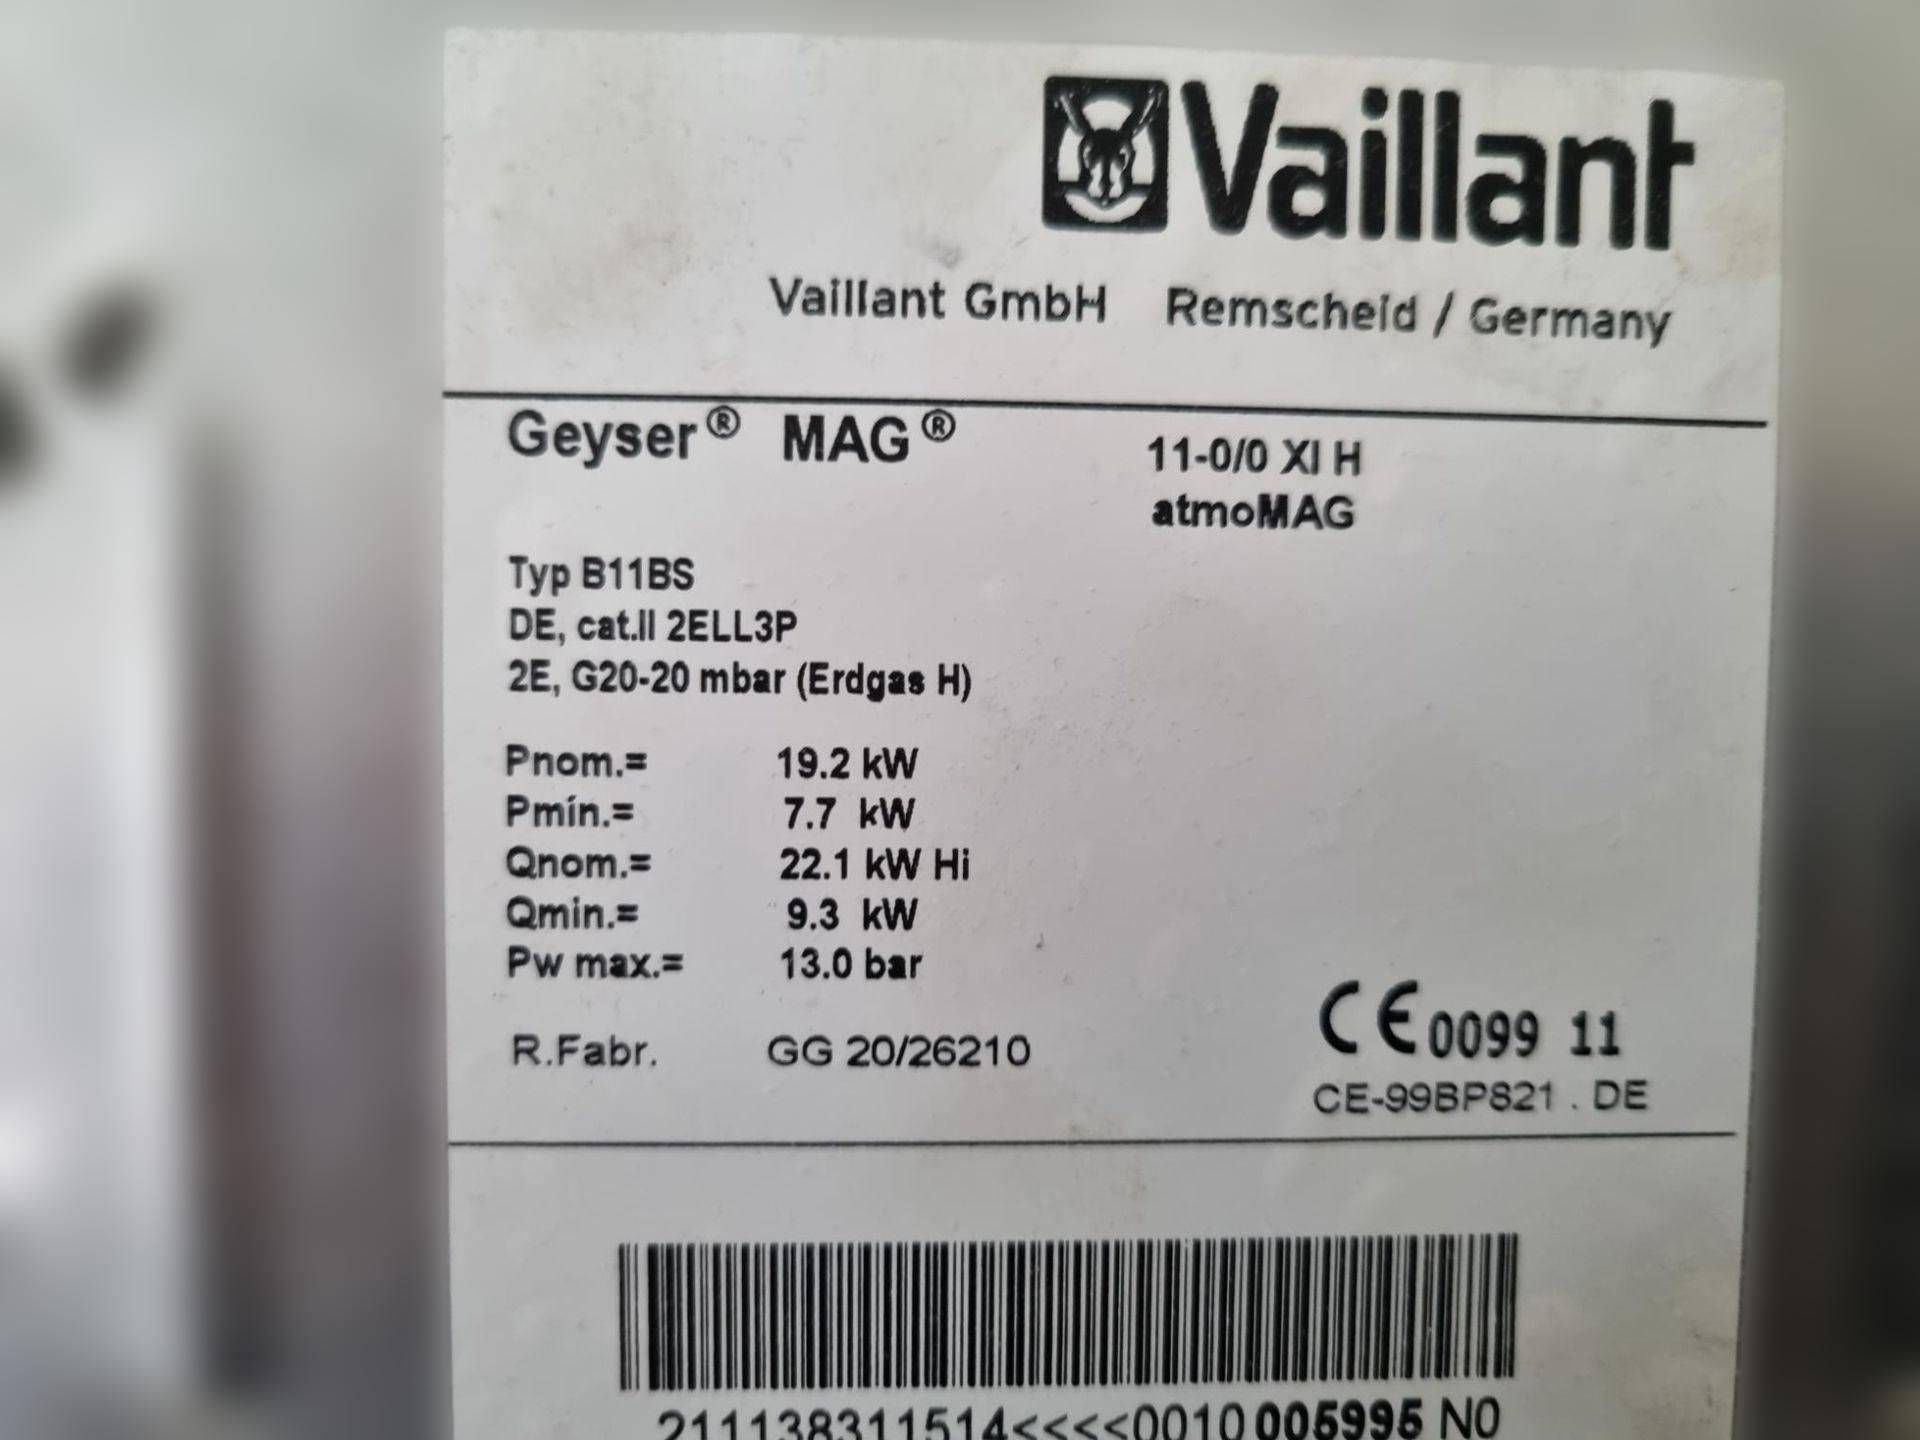 Vaillant
Vaillant GmbH Remscheid / Germany
Geyser® MAG® 11-0/0 XI H
atmoMAG
Typ B11BS
DE, cat.II 2ELL3P
2E, G20-20 mbar (Erdgas H)
Pnom.= 19.2 kW
Pmin.= 7.7 kW
Qnom.= 22.1 kW Hi
Qmin.= 9.3 kW
Pw max.= 13.0 bar
CE 0099 11
R.Fabr. GG 20/26210
CE-99BP821 . DE
211138311514<<<<0010005995N0